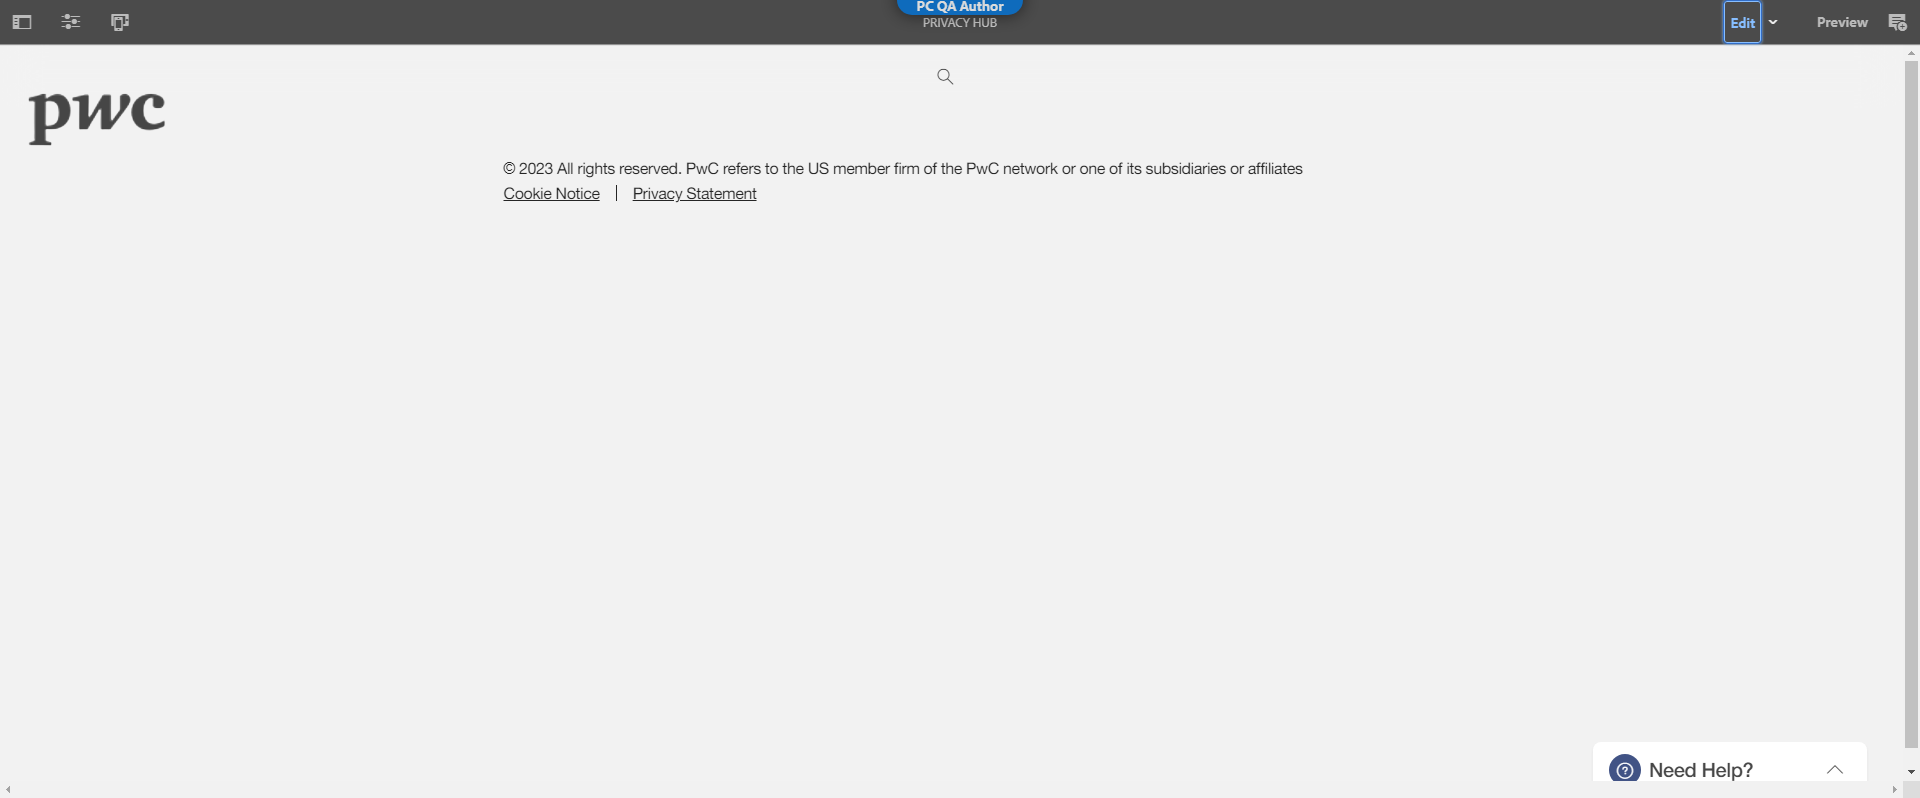 PC QA Author
PRIVACY HUB
Edit
Preview
pwc
© 2023 All rights reserved. PwC refers to the US member firm of the PwC network or one of its subsidiaries or affiliates
Cookie Notice | Privacy Statement
Need Help?